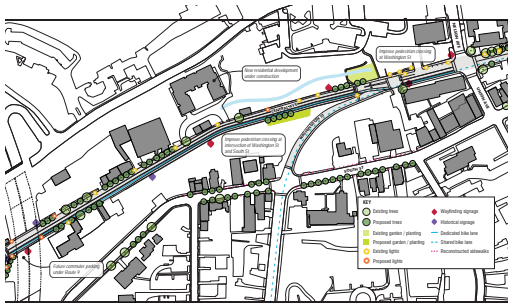 Improve pedestrian crossing
at Washington St
New residential development
under construction
Improve pedestrian crossing at
intersection of Washington St
and South St
Future commuter parking
under Route 9
KEY
Existing trees
Proposed trees
Existing garden / planting
Proposed garden / planting
Existing lights
Proposed lights
Wayfinding signage
Historical signage
Dedicated bike lane
Shared bike lane
Reconstructed sidewalks